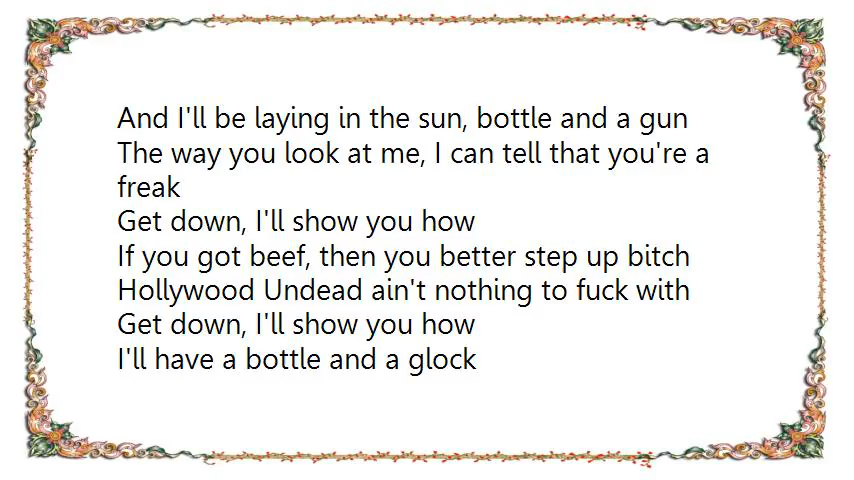 And I'll be laying in the sun, bottle and a gun
The way you look at me, I can tell that you're a
freak
Get down, I'll show you how
If you got beef, then you better step up bitch
Hollywood Undead ain't nothing to fuck with
Get down, I'll show you how
I'll have a bottle and a glock